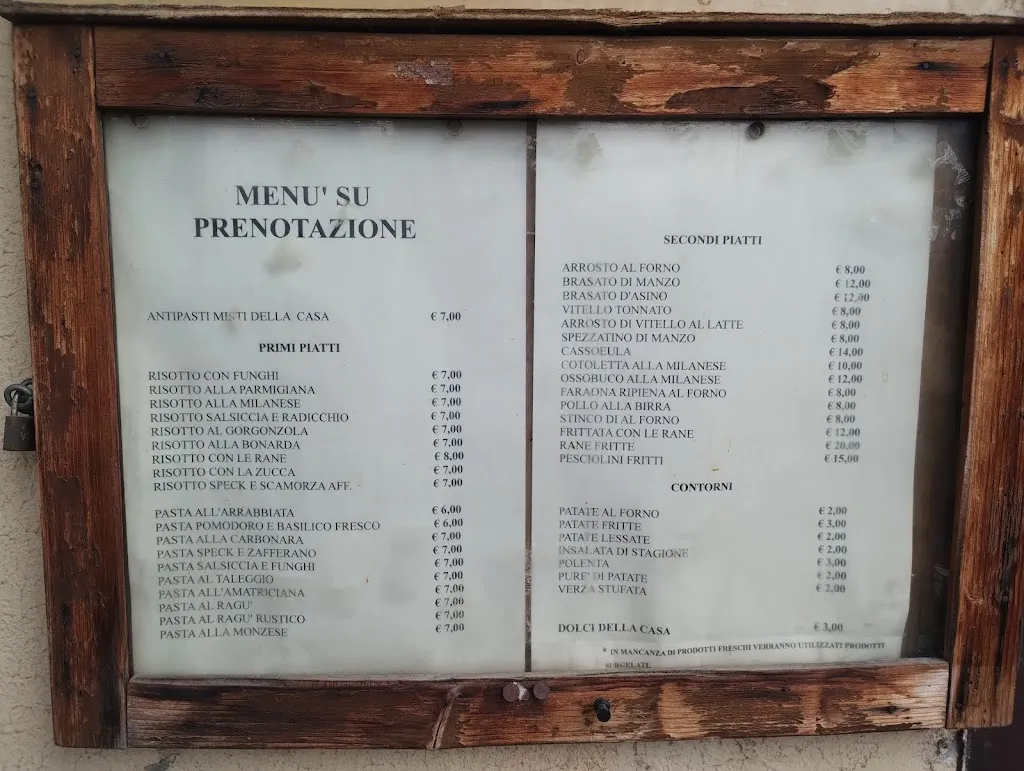 MENU' SU
PRENOTAZIONE
ANTIPASTI MISTI DELLA CASA € 7,00
PRIMI PIATTI
RISOTTO CON FUNGHI € 7,00
RISOTTO ALLA PARMIGIANA € 7,00
RISOTTO ALLA MILANESE € 7,00
RISOTTO SALSICCIA E RADICCHIO € 7,00
RISOTTO AL GORGONZOLA € 7,00
RISOTTO ALLA BONARDA € 7,00
RISOTTO CON LE RANE € 8,00
RISOTTO CON LA ZUCCA € 7,00
RISOTTO SPECK E SCAMORZA AFF. € 7,00
PASTA ALL'ARRABBIATA € 6,00
PASTA POMODORO E BASILICO FRESCO € 6,00
PASTA ALLA CARBONARA € 7,00
PASTA SPECK E ZAFFERANO € 7,00
PASTA SALSICCIA E FUNGHI € 7,00
PASTA AL TALEGGIO € 7,00
PASTA ALL'AMATRICIANA € 7,00
PASTA AL RAGU' € 7,00
PASTA AL RAGU' RUSTICO € 7,00
PASTA ALLA MONZESE € 7,00
SECONDI PIATTI
ARROSTO AL FORNO € 8,00
BRASATO DI MANZO € 12,00
BRASATO D'ASINO € 12,00
VITELLO TONNATO € 8,00
ARROSTO DI VITELLO AL LATTE € 8,00
SPEZZATINO DI MANZO € 8,00
CASSOEULA € 14,00
COTOLETTA ALLA MILANESE € 10,00
OSSOBUCO ALLA MILANESE € 12,00
FARAONA RIPIENA AL FORNO € 8,00
POLLO ALLA BIRRA € 8,00
STINCO DI AL FORNO € 8,00
FRITTATA CON LE RANE € 12,00
RANE FRITTE € 20,00
PESCIOLINI FRITTI € 15,00
CONTORNI
PATATE AL FORNO € 2,00
PATATE FRITTE € 3,00
PATATE LESSATE € 2,00
INSALATA DI STAGIONE € 2,00
POLENTA € 3,00
PURE' DI PATATE € 2,00
VERZA STUFATA € 2,00
DOLCI DELLA CASA € 3,00
* IN MANCANZA DI PRODOTTI FRESCHI VERRANNO UTILIZZATI PRODOTTI
SURGELATI.